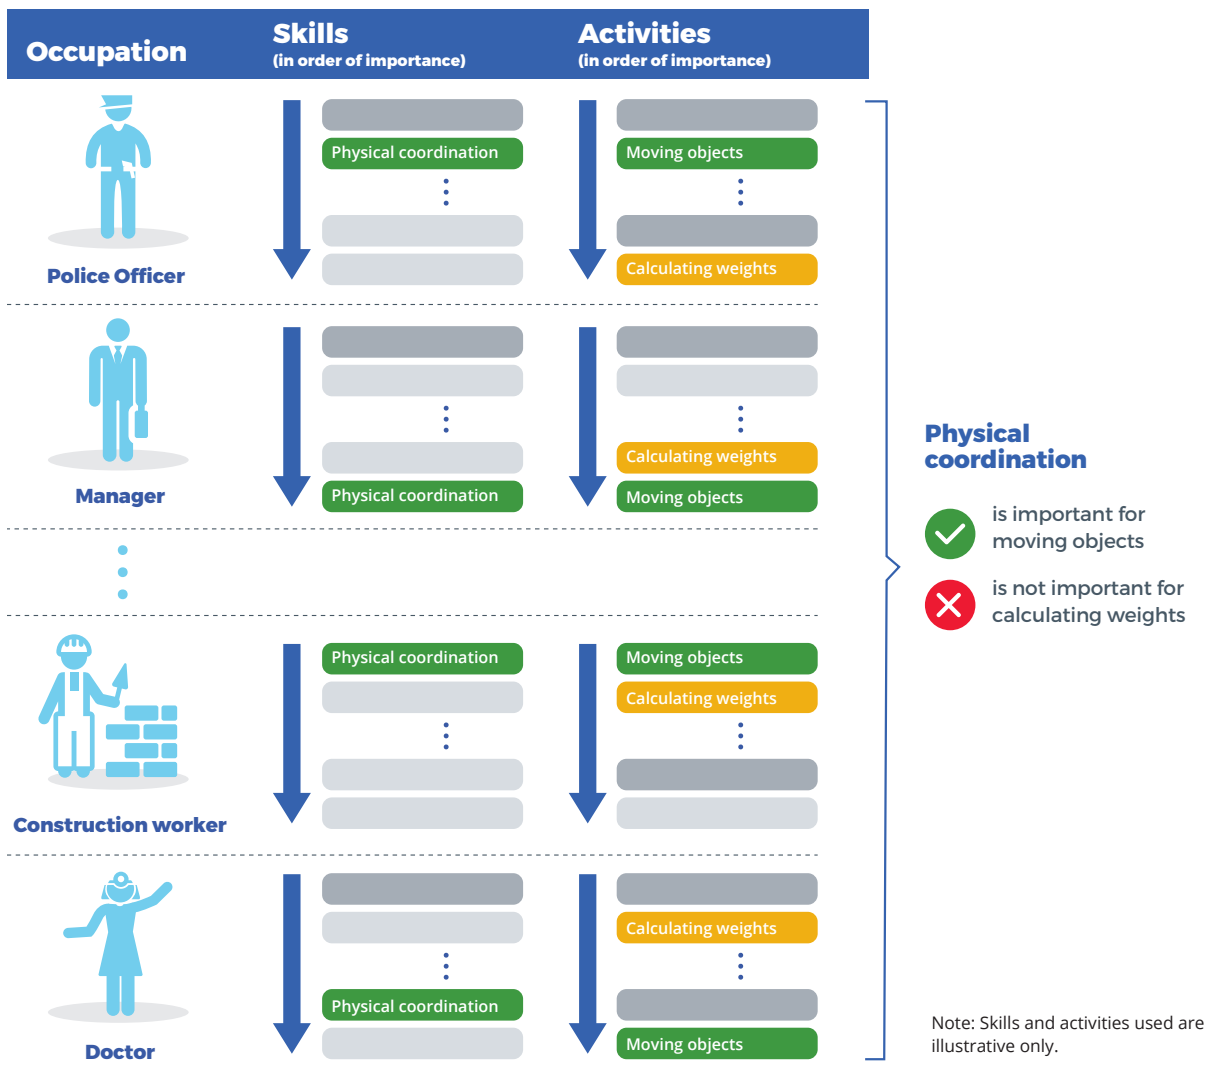 Occupation
Skills
(in order of importance)
Activities
(in order of importance)
Physical coordination
Moving objects
Calculating weights
Police Officer
Calculating weights
Physical coordination
Moving objects
Manager
Physical coordination
Moving objects
Calculating weights
Construction worker
Calculating weights
Physical coordination
Moving objects
Doctor
Physical
coordination
is important for
moving objects
is not important for
calculating weights
Note: Skills and activities used are
illustrative only.